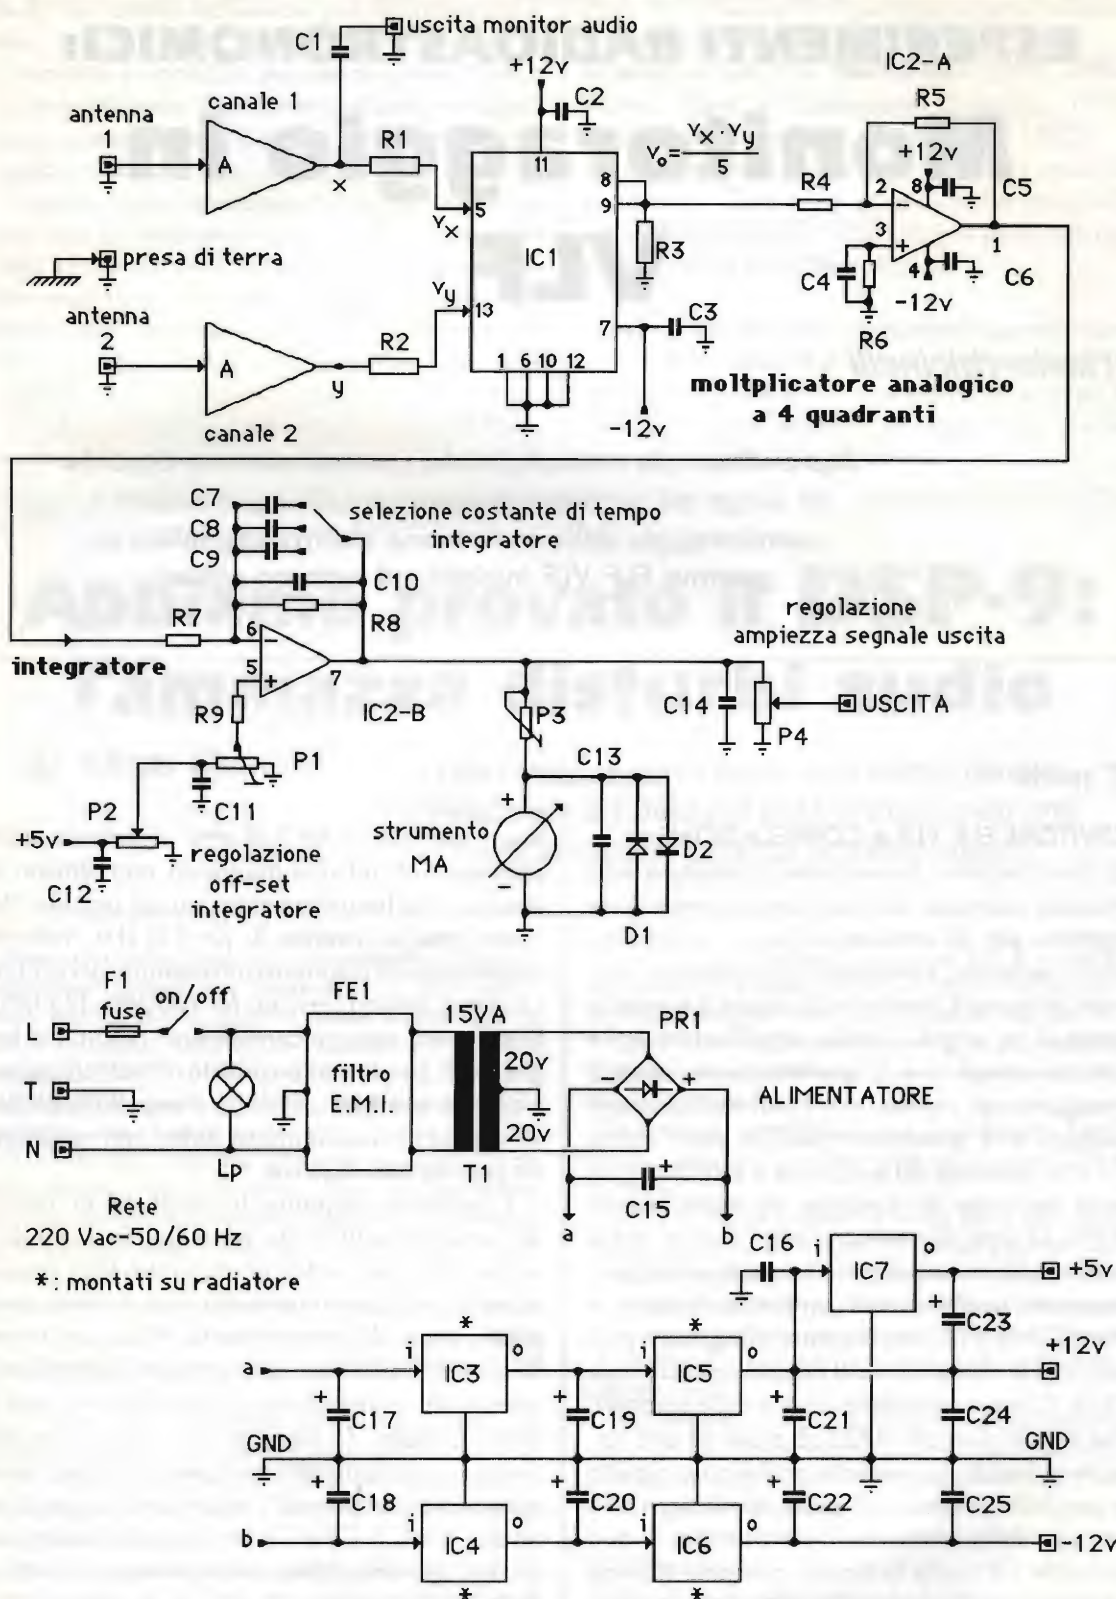 uscita monitor audio
C1
+12v
IC2-A
canale 1
C2
R5
antenna
1
A
R1
x
Vx
11
vo = vx · vy / 5
+12v
8
C5
5
8
9
R4
2
−
3
+
1
IC1
R3
4
C4
C6
-12v
R6
presa di terra
antenna
2
A
Vy
13
R2
y
canale 2
7
C3
1 6 10 12
-12v
moltplicatore analogico
a 4 quadranti
C7
C8
C9
selezione costante di tempo
integratore
C10
R8
R7
6
−
5
+
7
integratore
IC2-B
R9
P1
C11
P2
+5v
C12
regolazione
off-set
integratore
regolazione
ampiezza segnale uscita
P3
C14
USCITA
P4
C13
+
strumento
MA
−
D2
D1
F1
fuse
on/off
FE1
15VA
PR1
L
T
N
Lp
filtro
E.M.I.
20v
20v
T1
−
+
ALIMENTATORE
+
C15
a
b
Rete
220 Vac-50/60 Hz
*: montati su radiatore
C16
i
IC7
o
+5v
+
C23
+12v
*
*
a
i
IC3
o
i
IC5
o
+
C17
+
C19
+
C21
C24
GND
GND
+
C18
+
C20
+
C22
C25
b
i
IC4
o
i
IC6
o
-12v
*
*